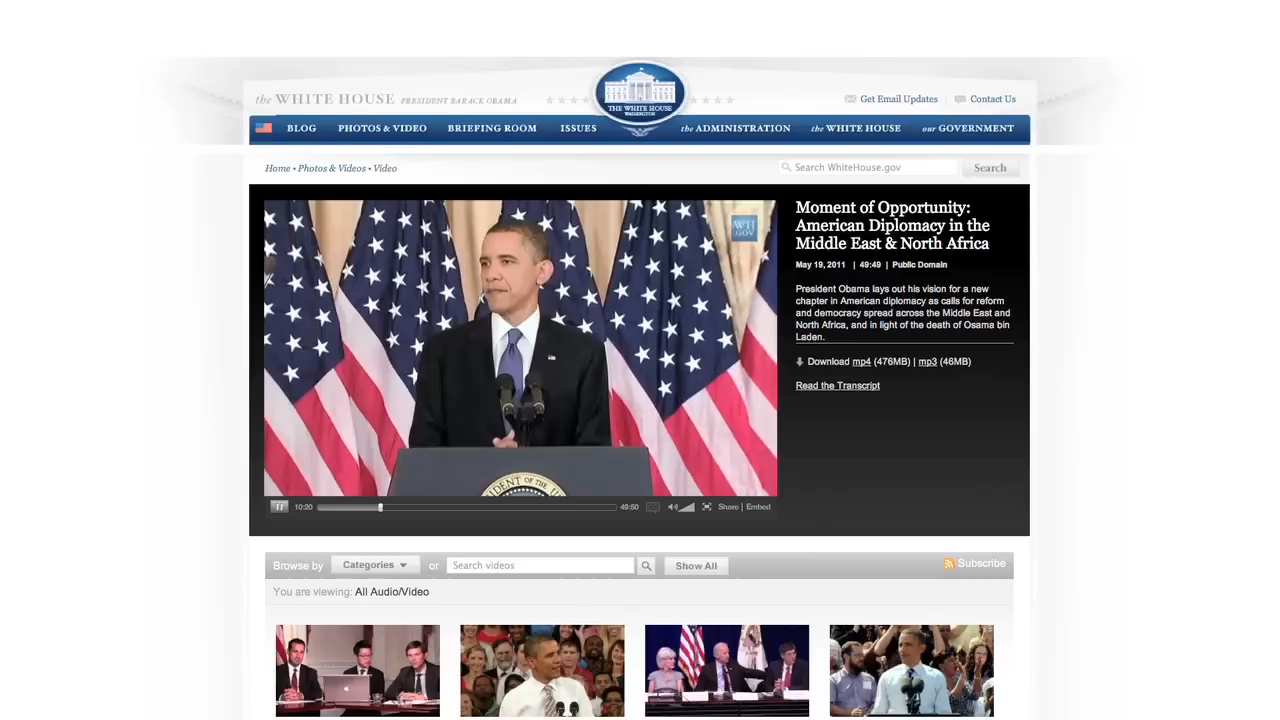 the WHITE HOUSE PRESIDENT BARACK OBAMA
THE WHITE HOUSE
WASHINGTON
Get Email Updates
Contact Us
BLOG PHOTOS & VIDEO BRIEFING ROOM ISSUES the ADMINISTRATION the WHITE HOUSE our GOVERNMENT
Home • Photos & Videos • Video
Search WhiteHouse.gov
Search
WH
.GOV
DENT OF THE U
10:20
49:50
CC
Share | Embed
Moment of Opportunity:
American Diplomacy in the
Middle East & North Africa
May 19, 2011 | 49:49 | Public Domain
President Obama lays out his vision for a new
chapter in American diplomacy as calls for reform
and democracy spread across the Middle East and
North Africa, and in light of the death of Osama bin
Laden.
Download mp4 (476MB) | mp3 (46MB)
Read the Transcript
Browse by Categories or Search videos Show All Subscribe
You are viewing: All Audio/Video